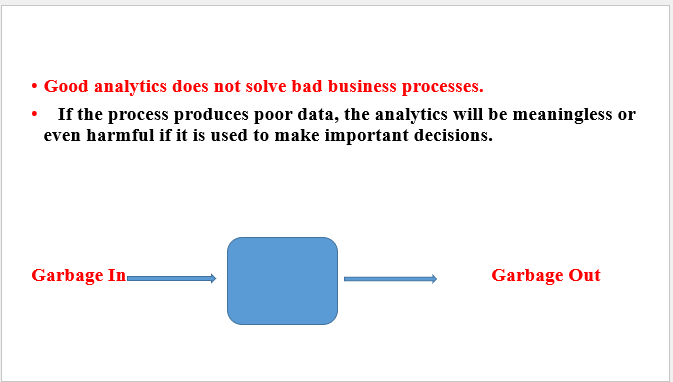 • Good analytics does not solve bad business processes.
• If the process produces poor data, the analytics will be meaningless or
even harmful if it is used to make important decisions.
Garbage In
Garbage Out